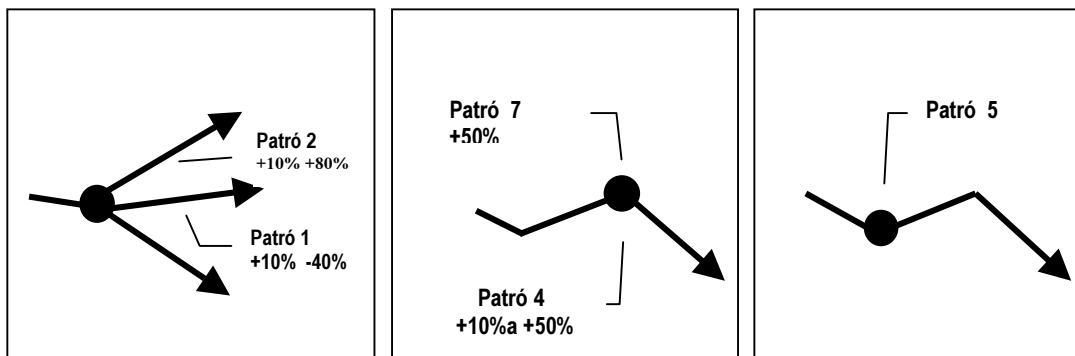 Patró 2
+10% +80%
Patró 1
+10% -40%
Patró 7
+50%
Patró 4
+10%a +50%
Patró 5